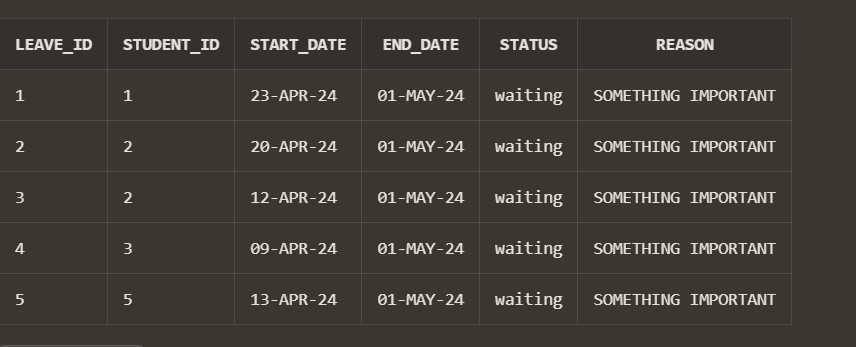 LEAVE_ID STUDENT_ID START_DATE END_DATE STATUS REASON
1 1 23-APR-24 01-MAY-24 waiting SOMETHING IMPORTANT
2 2 20-APR-24 01-MAY-24 waiting SOMETHING IMPORTANT
3 2 12-APR-24 01-MAY-24 waiting SOMETHING IMPORTANT
4 3 09-APR-24 01-MAY-24 waiting SOMETHING IMPORTANT
5 5 13-APR-24 01-MAY-24 waiting SOMETHING IMPORTANT